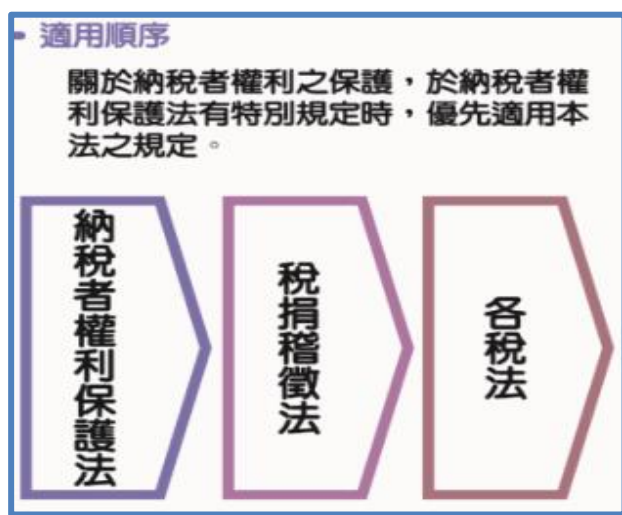 適用順序
關於納稅者權利之保護，於納稅者權
利保護法有特別規定時，優先適用本
法之規定。
納稅者權利保護法
稅捐稽徵法
各稅法